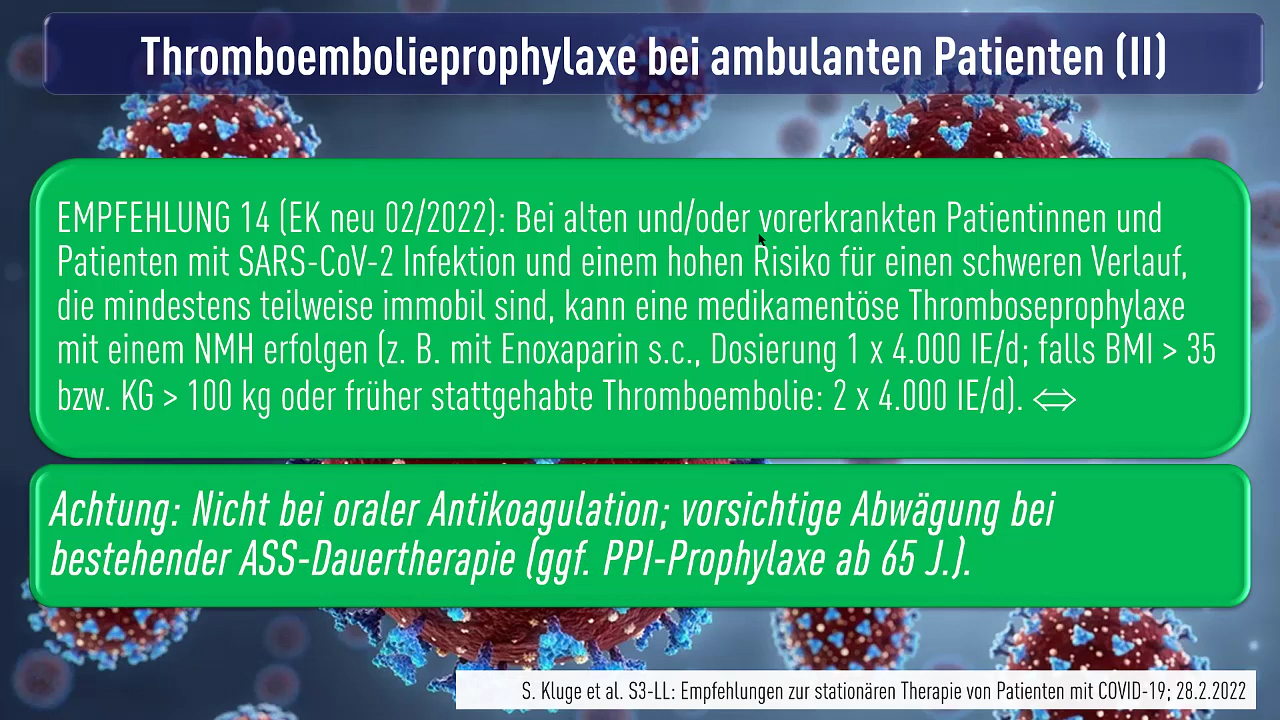 Thromboembolieprophylaxe bei ambulanten Patienten (II)
EMPFEHLUNG 14 (EK neu 02/2022): Bei alten und/oder vorerkrankten Patientinnen und
Patienten mit SARS-CoV-2 Infektion und einem hohen Risiko für einen schweren Verlauf,
die mindestens teilweise immobil sind, kann eine medikamentöse Thromboseprophylaxe
mit einem NMH erfolgen (z. B. mit Enoxaparin s.c., Dosierung 1 x 4.000 IE/d; falls BMI > 35
bzw. KG > 100 kg oder früher stattgehabte Thromboembolie: 2 x 4.000 IE/d). ⇔
Achtung: Nicht bei oraler Antikoagulation; vorsichtige Abwägung bei
bestehender ASS-Dauertherapie (ggf. PPI-Prophylaxe ab 65 J.).
S. Kluge et al. S3-LL: Empfehlungen zur stationären Therapie von Patienten mit COVID-19; 28.2.2022